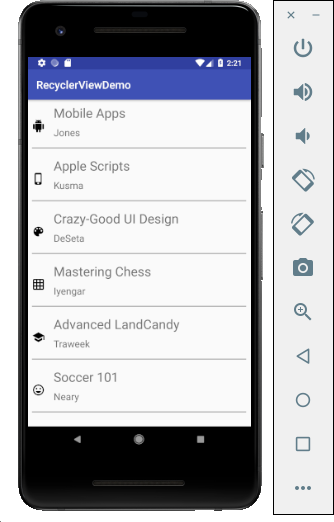 2:21
RecyclerViewDemo
Mobile Apps
Jones
Apple Scripts
Kusma
Crazy-Good UI Design
DeSeta
Mastering Chess
Iyengar
Advanced LandCandy
Traweek
Soccer 101
Neary